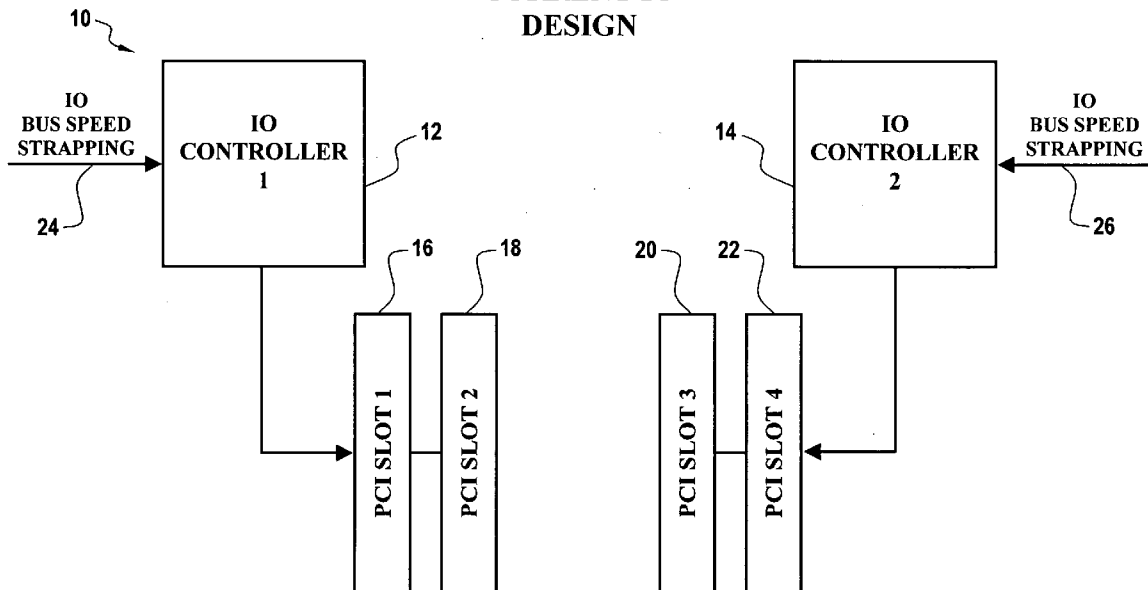 DESIGN
10
IO
BUS SPEED
STRAPPING
24
IO
CONTROLLER
1
12
14
IO
CONTROLLER
2
IO
BUS SPEED
STRAPPING
26
16
18
20
22
PCI SLOT 1
PCI SLOT 2
PCI SLOT 3
PCI SLOT 4